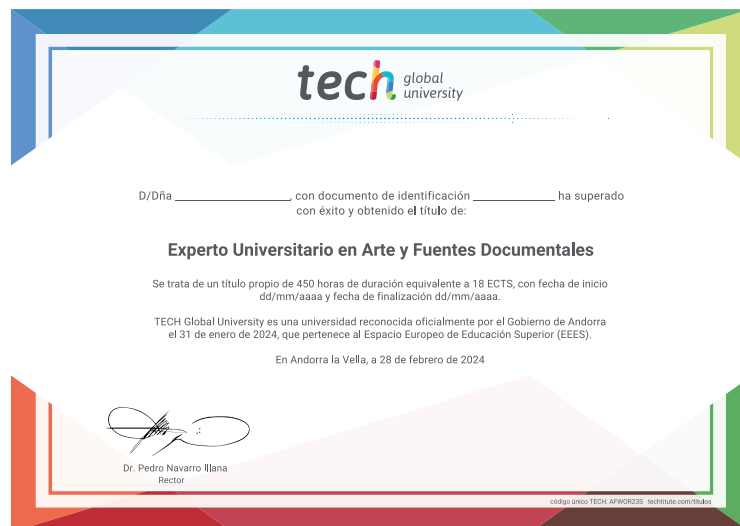 tech global university
D/Dña ______________, con documento de identificación ______________ ha superado
con éxito y obtenido el título de:
Experto Universitario en Arte y Fuentes Documentales
Se trata de un título propio de 450 horas de duración equivalente a 18 ECTS, con fecha de inicio
dd/mm/aaaa y fecha de finalización dd/mm/aaaa.
TECH Global University es una universidad reconocida oficialmente por el Gobierno de Andorra
el 31 de enero de 2024, que pertenece al Espacio Europeo de Educación Superior (EEES).
En Andorra la Vella, a 28 de febrero de 2024
Dr. Pedro Navarro Illana
Rector
código único TECH: AFWOR23S techtitute.com/titulos